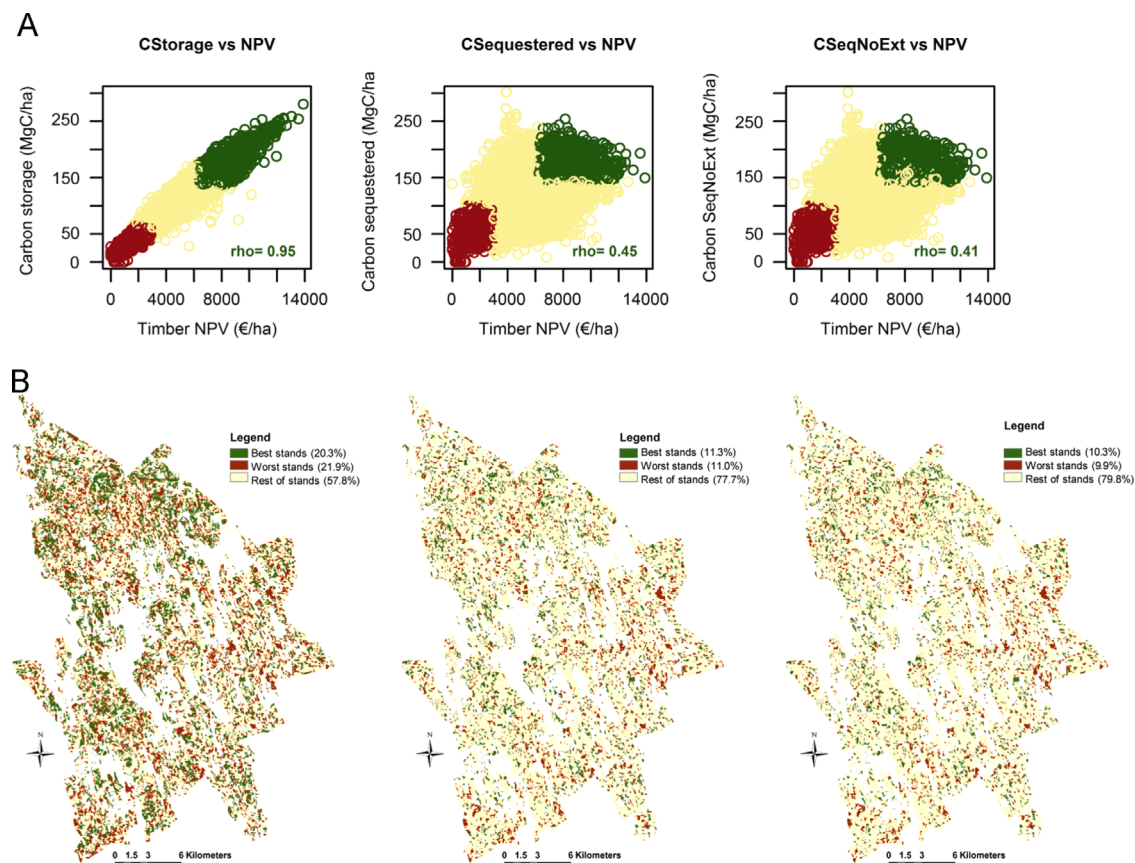 A
CStorage vs NPV
Carbon storage (MgC/ha)
250
150
50
0
rho= 0.95
0 4000 8000 14000
Timber NPV (€/ha)
CSequestered vs NPV
Carbon sequestered (MgC/ha
250
150
50
0
rho= 0.45
0 4000 8000 14000
Timber NPV (€/ha)
CSeqNoExt vs NPV
Carbon SeqNoExt (MgC/ha)
250
150
50
0
rho= 0.41
0 4000 8000 14000
Timber NPV (€/ha)
B
Legend
Best stands (20.3%)
Worst stands (21.9%)
Rest of stands (57.8%)
N
0 1.5 3 6 Kilometers
Legend
Best stands (11.3%)
Worst stands (11.0%)
Rest of stands (77.7%)
N
0 1.5 3 6 Kilometers
Legend
Best stands (10.3%)
Worst stands (9.9%)
Rest of stands (79.8%)
N
0 1.5 3 6 Kilometers